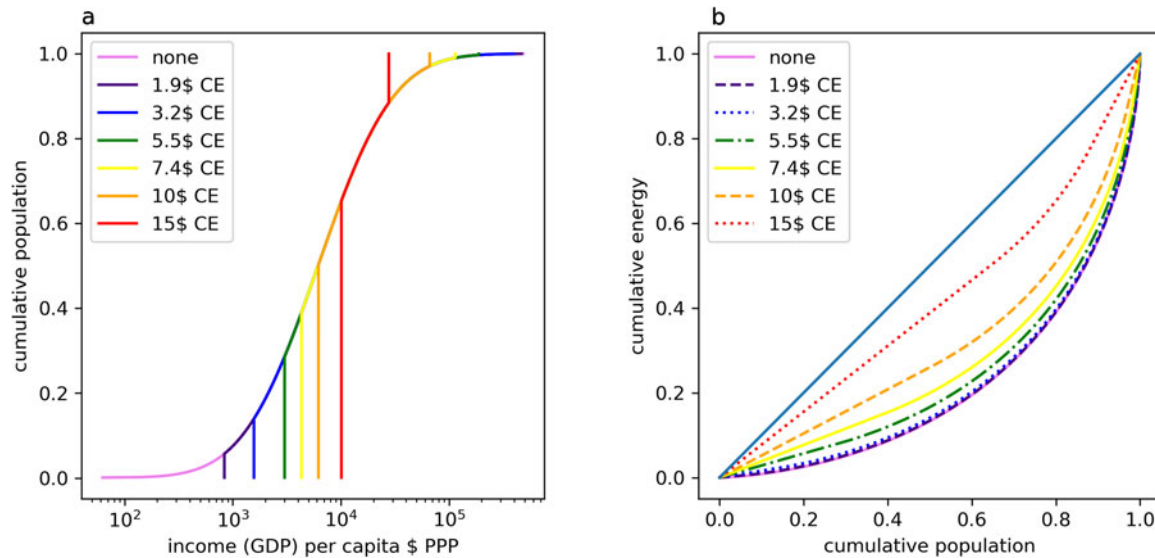 a
none
1.9$ CE
3.2$ CE
5.5$ CE
7.4$ CE
10$ CE
15$ CE
1.0
0.8
0.6
0.4
0.2
0.0
cumulative population
10²
10³
10⁴
10⁵
income (GDP) per capita $ PPP
b
none
1.9$ CE
3.2$ CE
5.5$ CE
7.4$ CE
10$ CE
15$ CE
1.0
0.8
0.6
0.4
0.2
0.0
cumulative energy
0.0 0.2 0.4 0.6 0.8 1.0
cumulative population